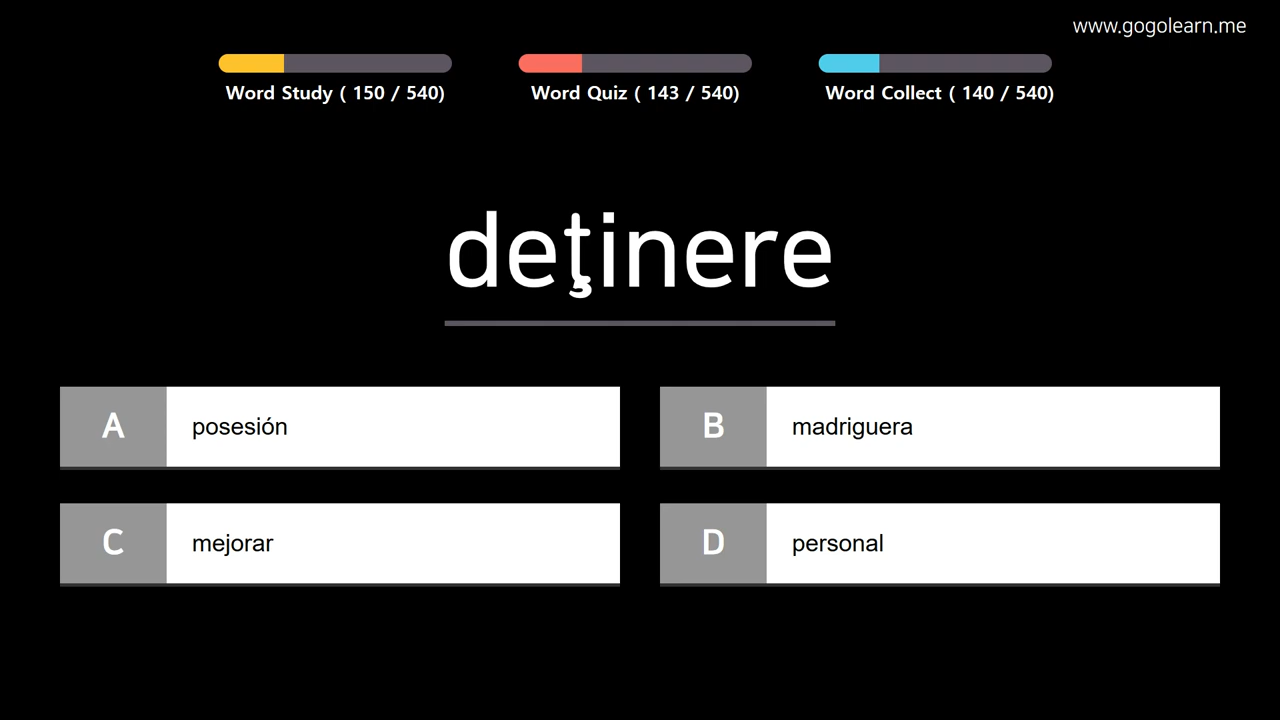 www.gogolearn.me
Word Study ( 150 / 540)
Word Quiz ( 143 / 540)
Word Collect ( 140 / 540)
deţinere
A posesión
B madriguera
C mejorar
D personal